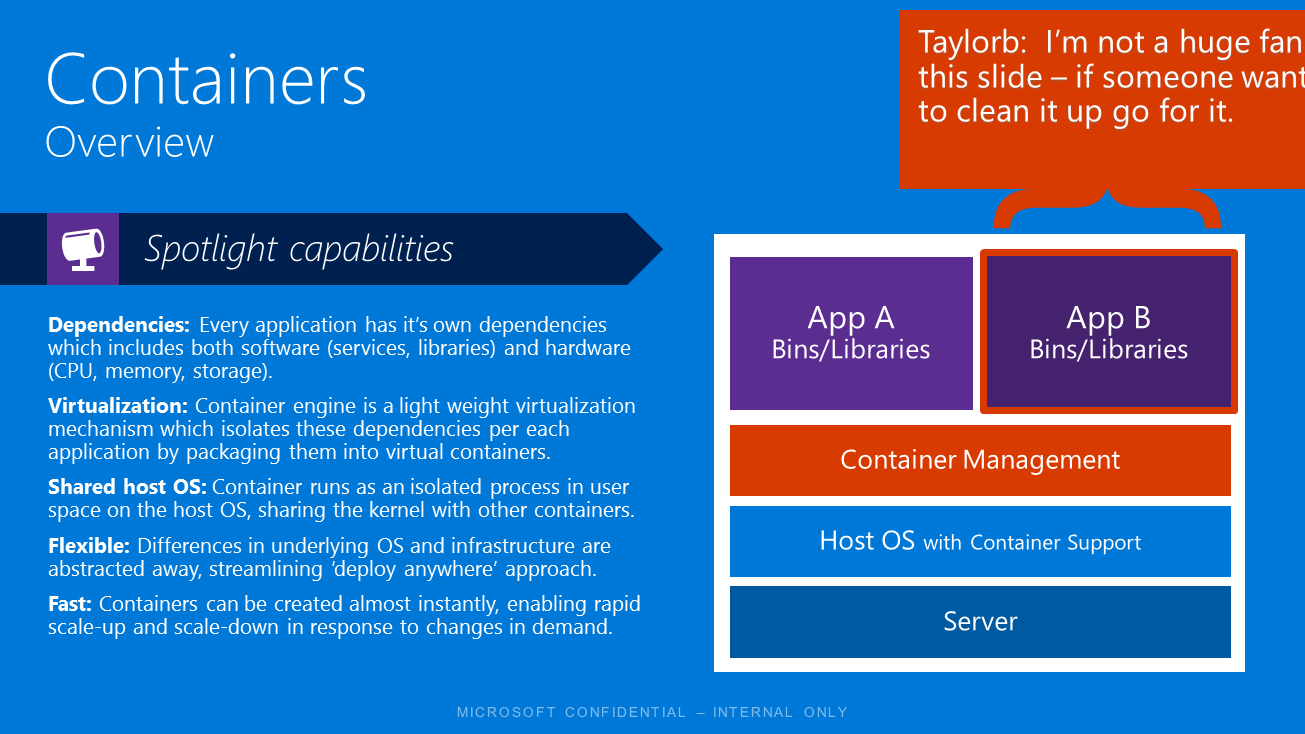 Containers
Overview
Taylorb:  I’m not a huge fan
this slide – if someone want
to clean it up go for it.
Spotlight capabilities
Dependencies: Every application has it’s own dependencies
which includes both software (services, libraries) and hardware
(CPU, memory, storage).
Virtualization: Container engine is a light weight virtualization
mechanism which isolates these dependencies per each
application by packaging them into virtual containers.
Shared host OS: Container runs as an isolated process in user
space on the host OS, sharing the kernel with other containers.
Flexible: Differences in underlying OS and infrastructure are
abstracted away, streamlining ‘deploy anywhere’ approach.
Fast: Containers can be created almost instantly, enabling rapid
scale-up and scale-down in response to changes in demand.
App A
Bins/Libraries
App B
Bins/Libraries
Container Management
Host OS with Container Support
Server
MICROSOFT CONFIDENTIAL – INTERNAL ONLY